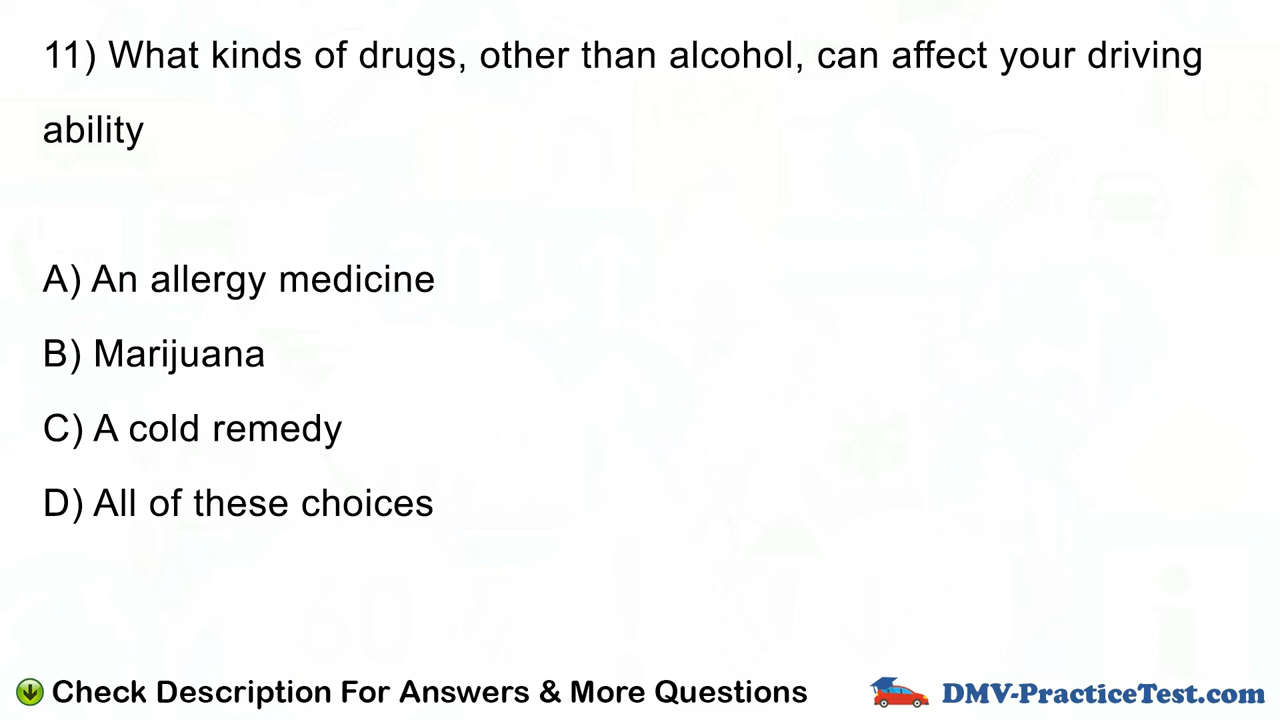 11) What kinds of drugs, other than alcohol, can affect your driving
ability
A) An allergy medicine
B) Marijuana
C) A cold remedy
D) All of these choices
Check Description For Answers & More Questions
DMV-PracticeTest.com